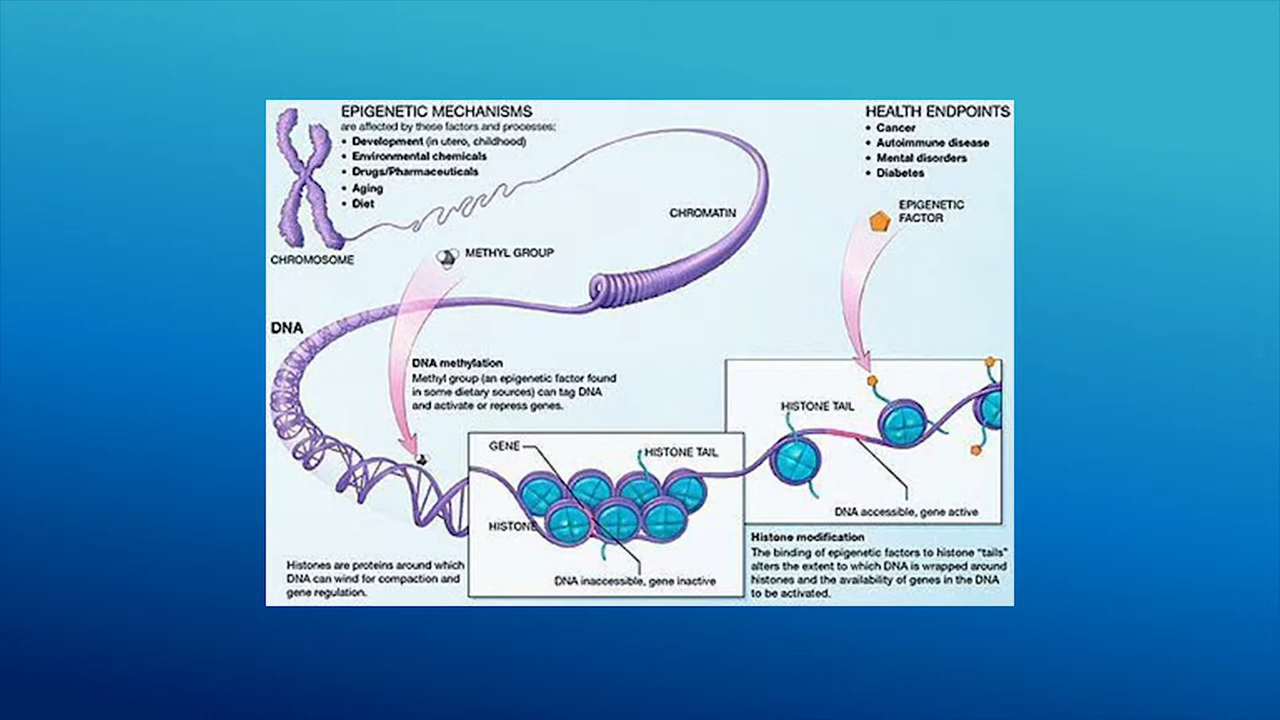 EPIGENETIC MECHANISMS
are affected by these factors and processes:
• Development (in utero, childhood)
• Environmental chemicals
• Drugs/Pharmaceuticals
• Aging
• Diet
HEALTH ENDPOINTS
• Cancer
• Autoimmune disease
• Mental disorders
• Diabetes
EPIGENETIC
FACTOR
CHROMATIN
CHROMOSOME
METHYL GROUP
DNA
DNA methylation
Methyl group (an epigenetic factor found
in some dietary sources) can tag DNA
and activate or repress genes.
HISTONE TAIL
GENE
HISTONE TAIL
DNA accessible, gene active
HISTONE
DNA inaccessible, gene inactive
Histones are proteins around which
DNA can wind for compaction and
gene regulation.
Histone modification
The binding of epigenetic factors to histone “tails”
alters the extent to which DNA is wrapped around
histones and the availability of genes in the DNA
to be activated.